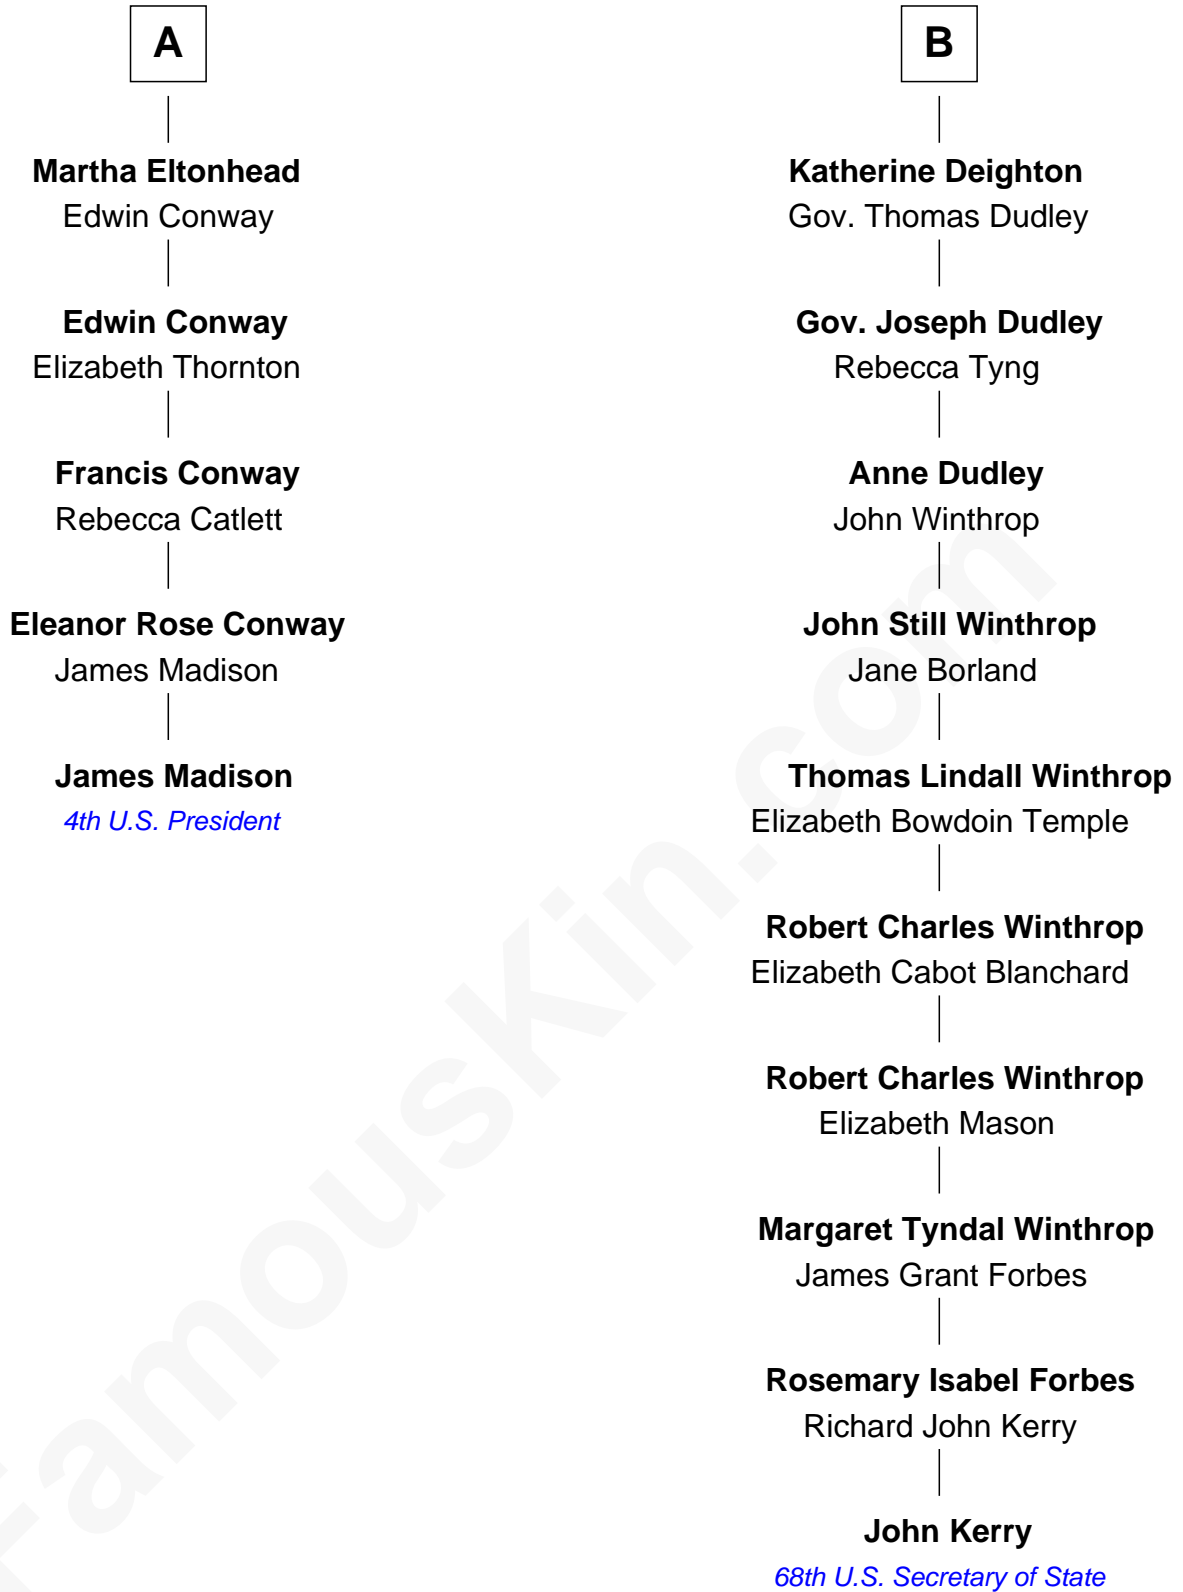 A
Martha Eltonhead
Edwin Conway
Edwin Conway
Elizabeth Thornton
Francis Conway
Rebecca Catlett
Eleanor Rose Conway
James Madison
James Madison
4th U.S. President
B
Katherine Deighton
Gov. Thomas Dudley
Gov. Joseph Dudley
Rebecca Tyng
Anne Dudley
John Winthrop
John Still Winthrop
Jane Borland
Thomas Lindall Winthrop
Elizabeth Bowdoin Temple
Robert Charles Winthrop
Elizabeth Cabot Blanchard
Robert Charles Winthrop
Elizabeth Mason
Margaret Tyndal Winthrop
James Grant Forbes
Rosemary Isabel Forbes
Richard John Kerry
John Kerry
68th U.S. Secretary of State
FamousKin.com